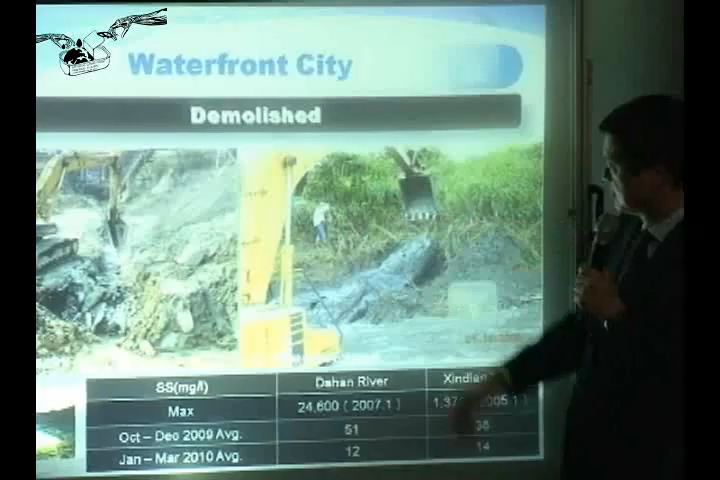 Waterfront City
Demolished
SS(mg/l) Dahan River
Max 24,600 ( 2007.1 )
Oct – Dec 2009 Avg. 51 36
Jan – Mar 2010 Avg. 12 14